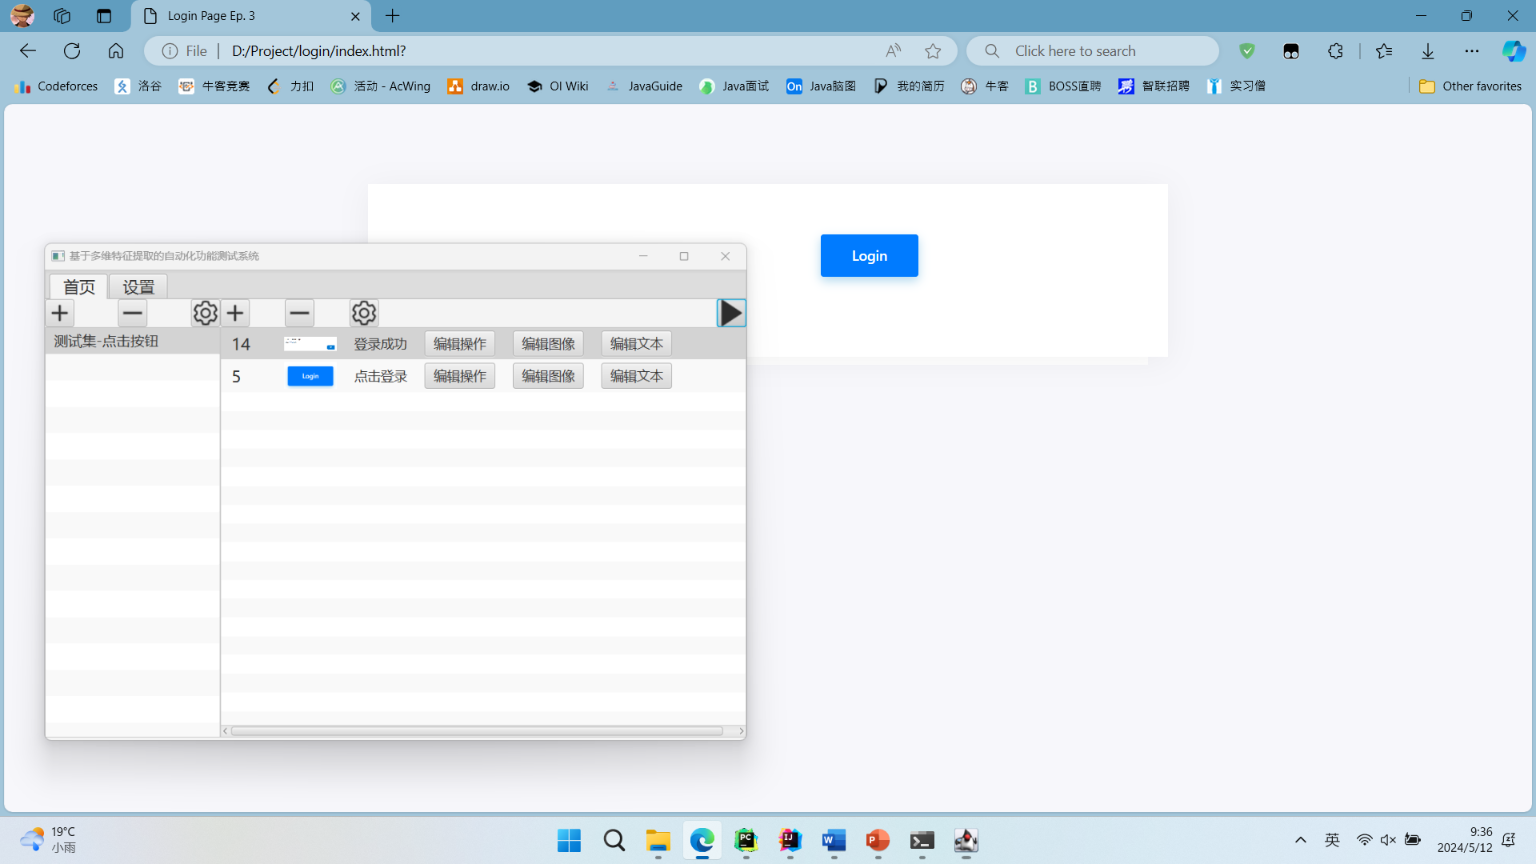 Login Page Ep. 3
File
D:/Project/login/index.html?
Click here to search
Codeforces
洛谷
牛客竞赛
力扣
活动 - AcWing
draw.io
OI Wiki
JavaGuide
Java面试
On
Java脑图
我的简历
牛客
B
BOSS直聘
智联招聘
实习僧
Other favorites
Login
基于多维特征提取的自动化功能测试系统
首页
设置
测试集-点击按钮
14
登录成功
编辑操作
编辑图像
编辑文本
5
Login
点击登录
编辑操作
编辑图像
编辑文本
19°C
小雨
PC
IJ
W
P
英
9:36
2024/5/12